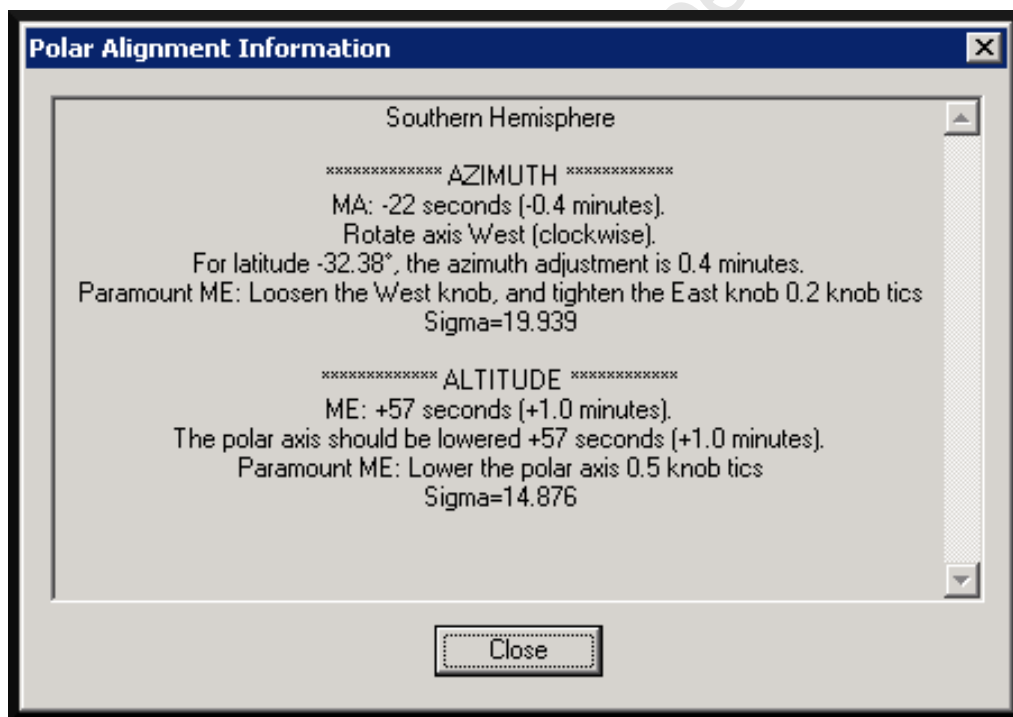 Polar Alignment Information
Southern Hemisphere
************* AZIMUTH ************
MA: -22 seconds (-0.4 minutes).
Rotate axis West (clockwise).
For latitude -32.38°, the azimuth adjustment is 0.4 minutes.
Paramount ME: Loosen the West knob, and tighten the East knob 0.2 knob tics
Sigma=19.939
************* ALTITUDE ************
ME: +57 seconds (+1.0 minutes).
The polar axis should be lowered +57 seconds (+1.0 minutes).
Paramount ME: Lower the polar axis 0.5 knob tics
Sigma=14.876
Close